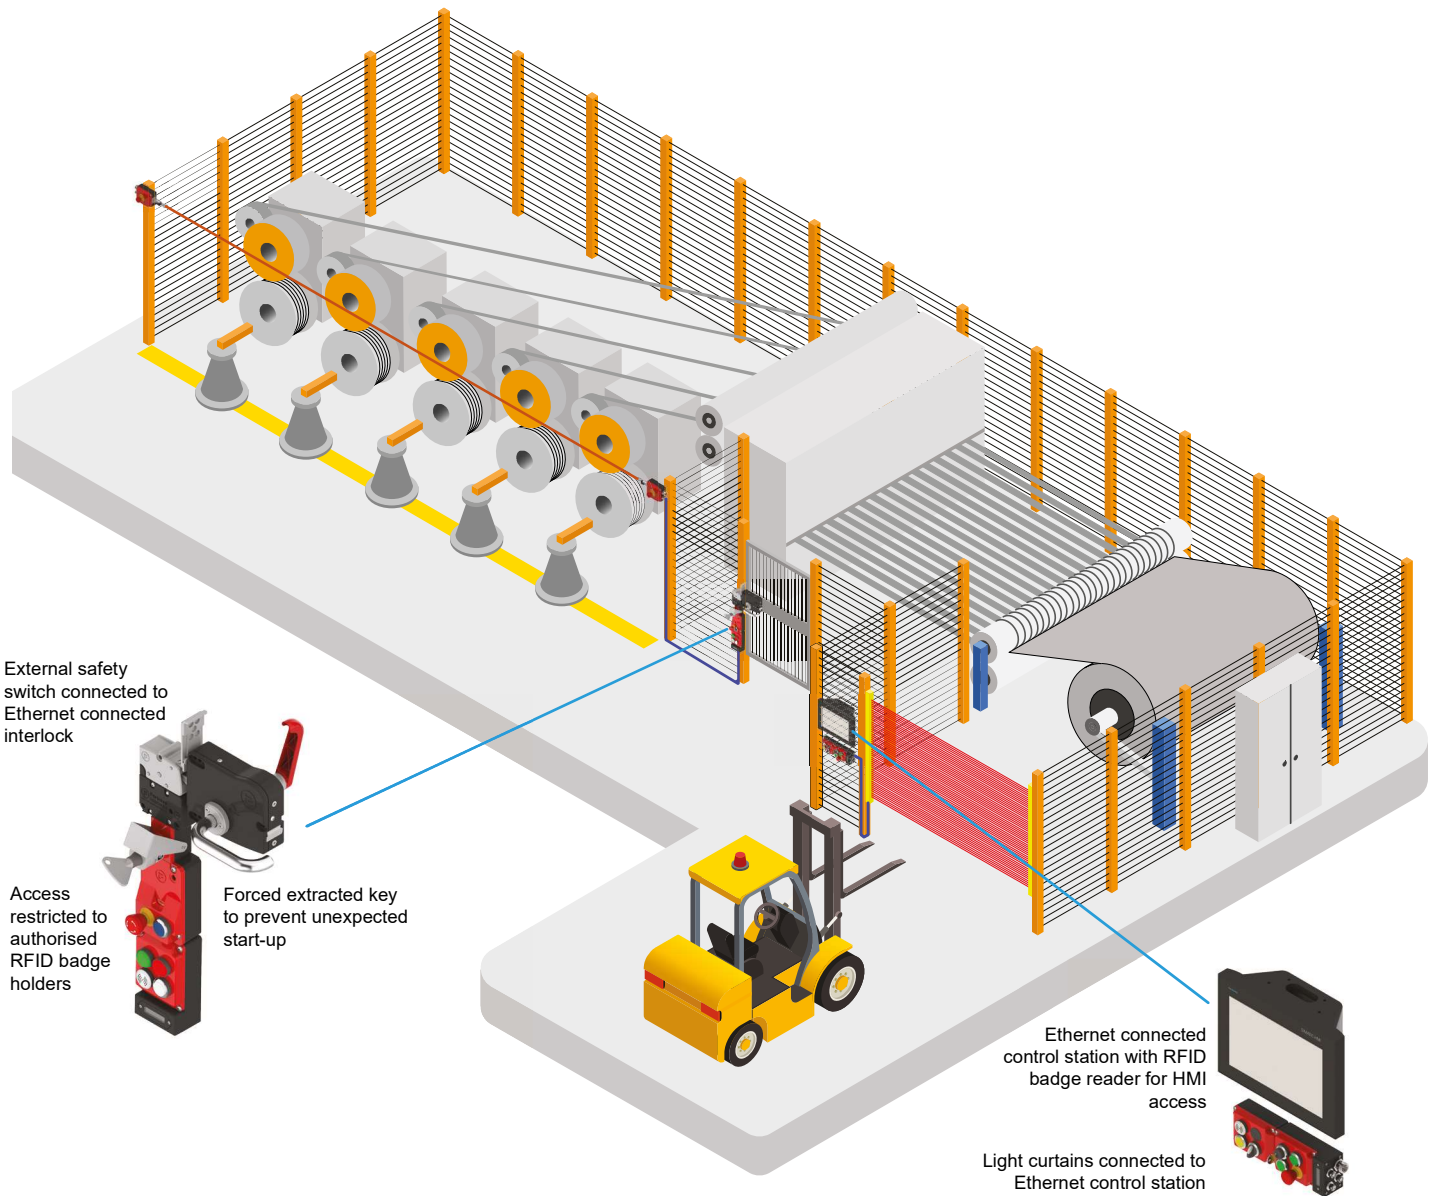 External safety
switch connected to
Ethernet connected
interlock
Access
restricted to
authorised
RFID badge
holders
Forced extracted key
to prevent unexpected
start-up
Ethernet connected
control station with RFID
badge reader for HMI
access
Light curtains connected to
Ethernet control station